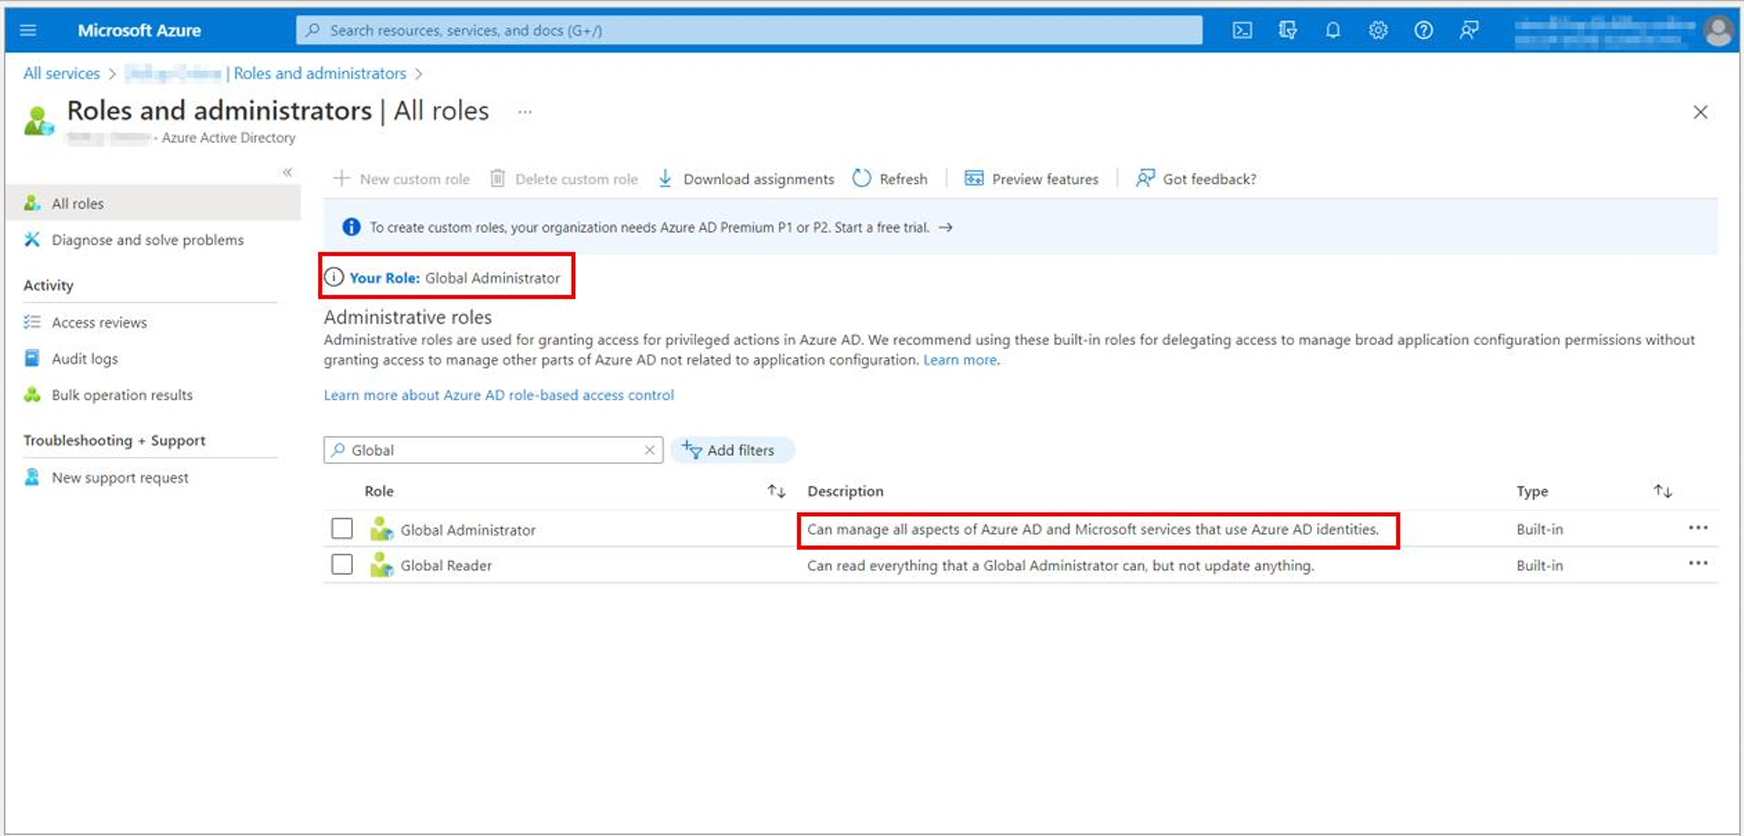 Microsoft Azure
Search resources, services, and docs (G+/)
All services > | Roles and administrators >
Roles and administrators | All roles ...
- Azure Active Directory
«
New custom role Delete custom role Download assignments Refresh Preview features Got feedback?
All roles
Diagnose and solve problems
Activity
Access reviews
Audit logs
Bulk operation results
Troubleshooting + Support
New support request
To create custom roles, your organization needs Azure AD Premium P1 or P2. Start a free trial. →
Your Role: Global Administrator
Administrative roles
Administrative roles are used for granting access for privileged actions in Azure AD. We recommend using these built-in roles for delegating access to manage broad application configuration permissions without
granting access to manage other parts of Azure AD not related to application configuration. Learn more.
Learn more about Azure AD role-based access control
Global Add filters
Role Description Type
Global Administrator Can manage all aspects of Azure AD and Microsoft services that use Azure AD identities. Built-in ...
Global Reader Can read everything that a Global Administrator can, but not update anything. Built-in ...